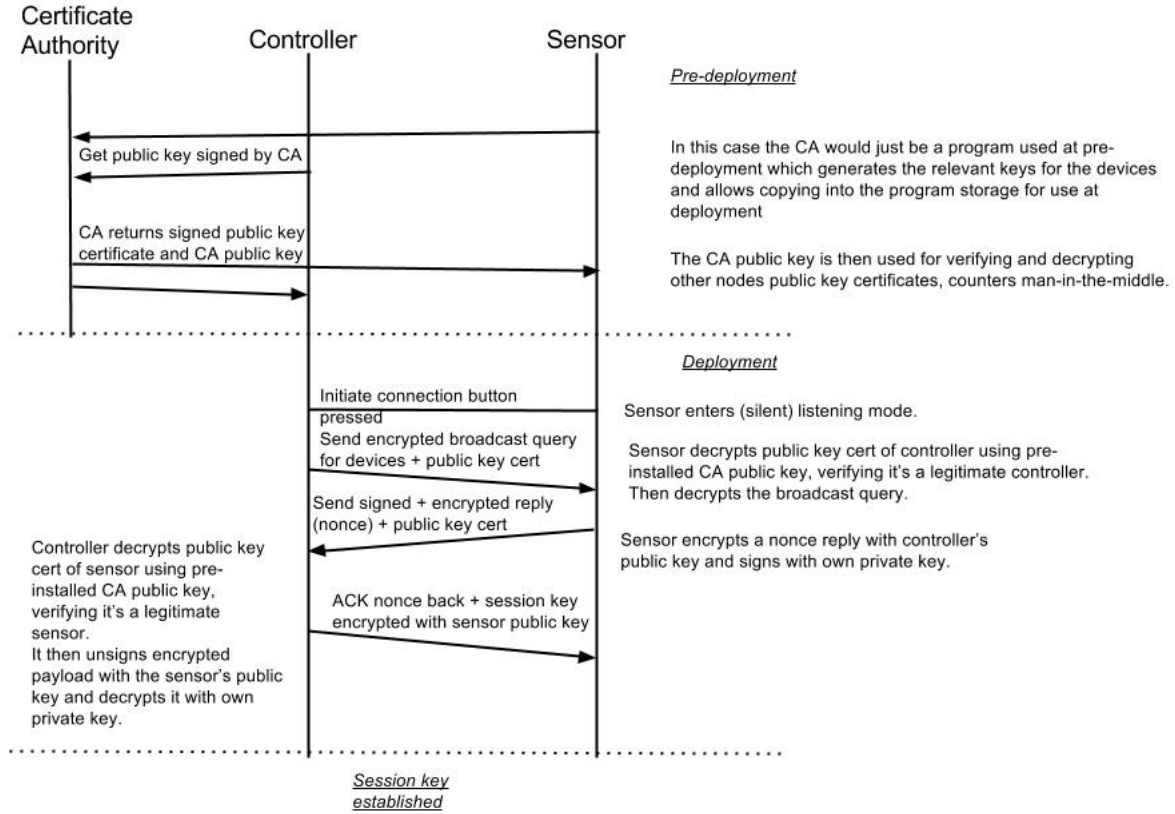 Certificate
Authority
Controller
Sensor
Pre-deployment
Get public key signed by CA
In this case the CA would just be a program used at pre-
deployment which generates the relevant keys for the devices
and allows copying into the program storage for use at
deployment
CA returns signed public key
certificate and CA public key
The CA public key is then used for verifying and decrypting
other nodes public key certificates, counters man-in-the-middle.
Deployment
Initiate connection button
pressed
Sensor enters (silent) listening mode.
Send encrypted broadcast query
for devices + public key cert
Sensor decrypts public key cert of controller using pre-
installed CA public key, verifying it's a legitimate controller.
Then decrypts the broadcast query.
Send signed + encrypted reply
(nonce) + public key cert
Sensor encrypts a nonce reply with controller's
public key and signs with own private key.
Controller decrypts public key
cert of sensor using pre-
installed CA public key,
verifying it's a legitimate
sensor.
It then unsigns encrypted
payload with the sensor's public
key and decrypts it with own
private key.
ACK nonce back + session key
encrypted with sensor public key
Session key
established